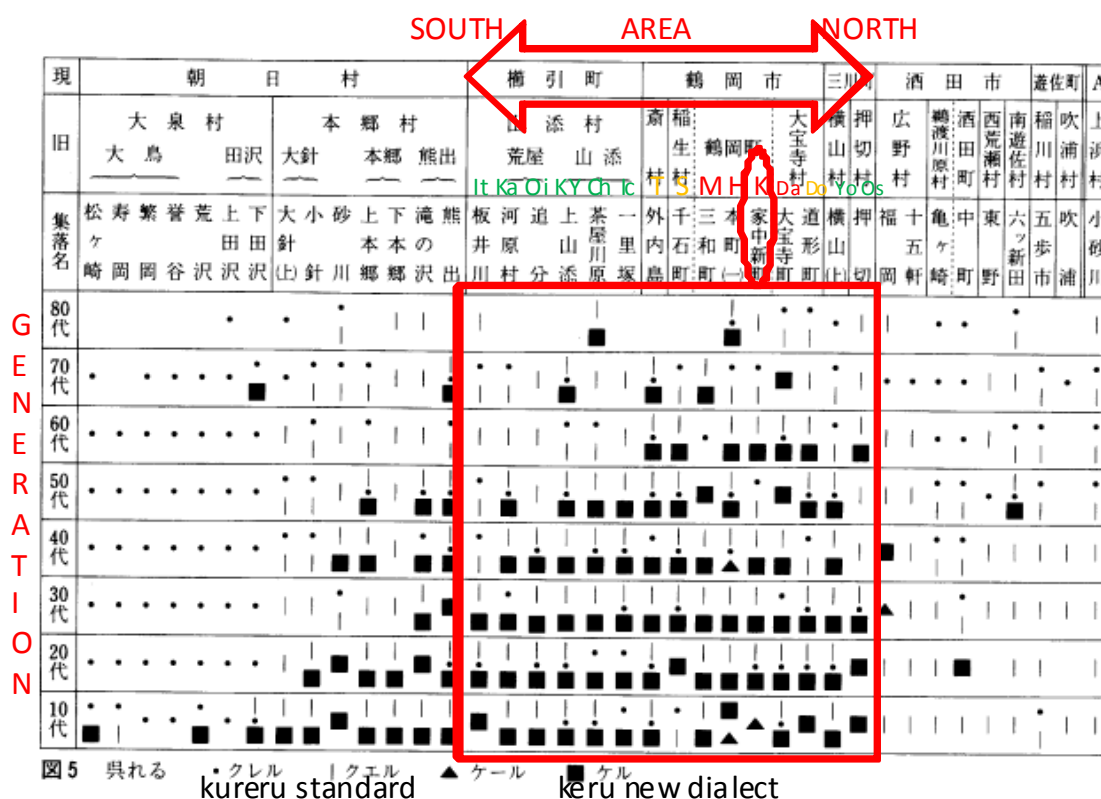 SOUTH AREA NORTH
現 朝日村 櫛引町 鶴岡市 三川町 酒田市 遊佐町 A
旧 大泉村 本郷村 山添村 斎村 稲生村 鶴岡町 大宝寺村 横山村 押切村 広野村 鶴渡川原村 酒田町 西荒瀬村 南遊佐村 稲川村 吹浦村 上浜
大鳥 田沢 大針 本郷 熊出 荒屋 山添
It Ka Oi KY Ch Ic T S M H K Da Do Yo Os
集落名 松ヶ崎 寿岡 繁岡 誉谷 荒沢 上田沢 下田沢 大針(上) 小針 砂川 上本郷 下本郷 滝の沢 熊出 板井川 河原村 追分 上山添 茶屋川原 一里塚 外内島 千石町 三和町 本町(一) 家中新町 大宝寺町 道形町 横山(上) 押切 福岡 十五軒 亀ヶ崎 中町 東野 六ッ新田 五歩市 吹浦 小砂川
GENERATION
80代
70代
60代
50代
40代
30代
20代
10代
図5 呉れる ・クレル |クエル ▲ケール ■ケル
kureru standard keru new dialect